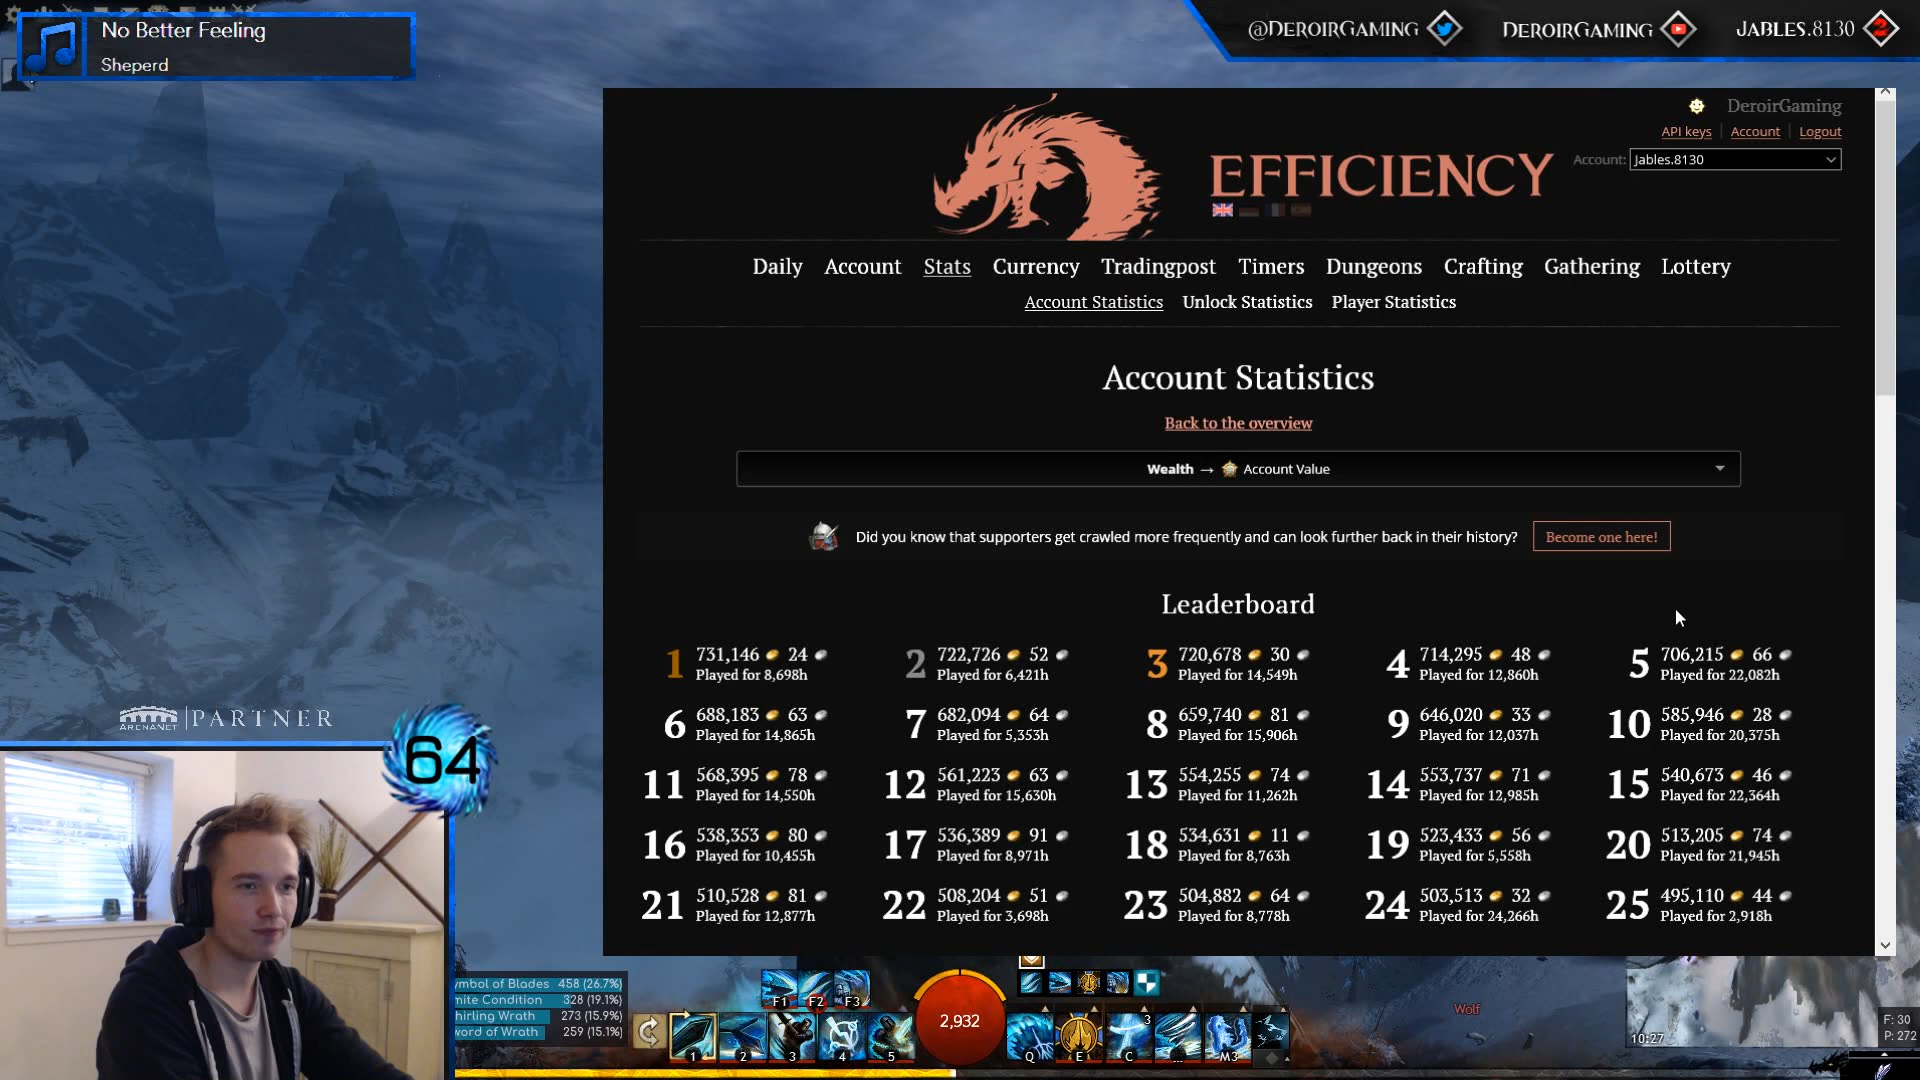 No Better Feeling
Sheperd
@DEROIRGAMING
DEROIRGAMING
JABLES.8130
DeroirGaming
API keys
Account
Logout
Account:
Jables.8130
EFFICIENCY
Daily Account Stats Currency Tradingpost Timers Dungeons Crafting Gathering Lottery
Account Statistics Unlock Statistics Player Statistics
Account Statistics
Back to the overview
Wealth → Account Value
Did you know that supporters get crawled more frequently and can look further back in their history? Become one here!
Leaderboard
1 731,146 24 2 722,726 52 3 720,678 30 4 714,295 48 5 706,215 66
Played for 8,698h Played for 6,421h Played for 14,549h Played for 12,860h Played for 22,082h
6 688,183 63 7 682,094 64 8 659,740 81 9 646,020 33 10 585,946 28
Played for 14,865h Played for 5,353h Played for 15,906h Played for 12,037h Played for 20,375h
11 568,395 78 12 561,223 63 13 554,255 74 14 553,737 71 15 540,673 46
Played for 14,550h Played for 15,630h Played for 11,262h Played for 12,985h Played for 22,364h
16 538,353 80 17 536,389 91 18 534,631 11 19 523,433 56 20 513,205 74
Played for 10,455h Played for 8,971h Played for 8,763h Played for 5,558h Played for 21,945h
21 510,528 81 22 508,204 51 23 504,882 64 24 503,513 32 25 495,110 44
Played for 12,877h Played for 3,698h Played for 8,778h Played for 24,266h Played for 2,918h
ARENANET PARTNER
64
ymbol of Blades 458 (26.7%)
mite Condition 328 (19.1%)
hirling Wrath 273 (15.9%)
word of Wrath 259 (15.1%)
F1 F2 F3
1 2 3 4 5
2,932
3
Q E C ... M3
Wolf
10:27
F: 30
P: 272